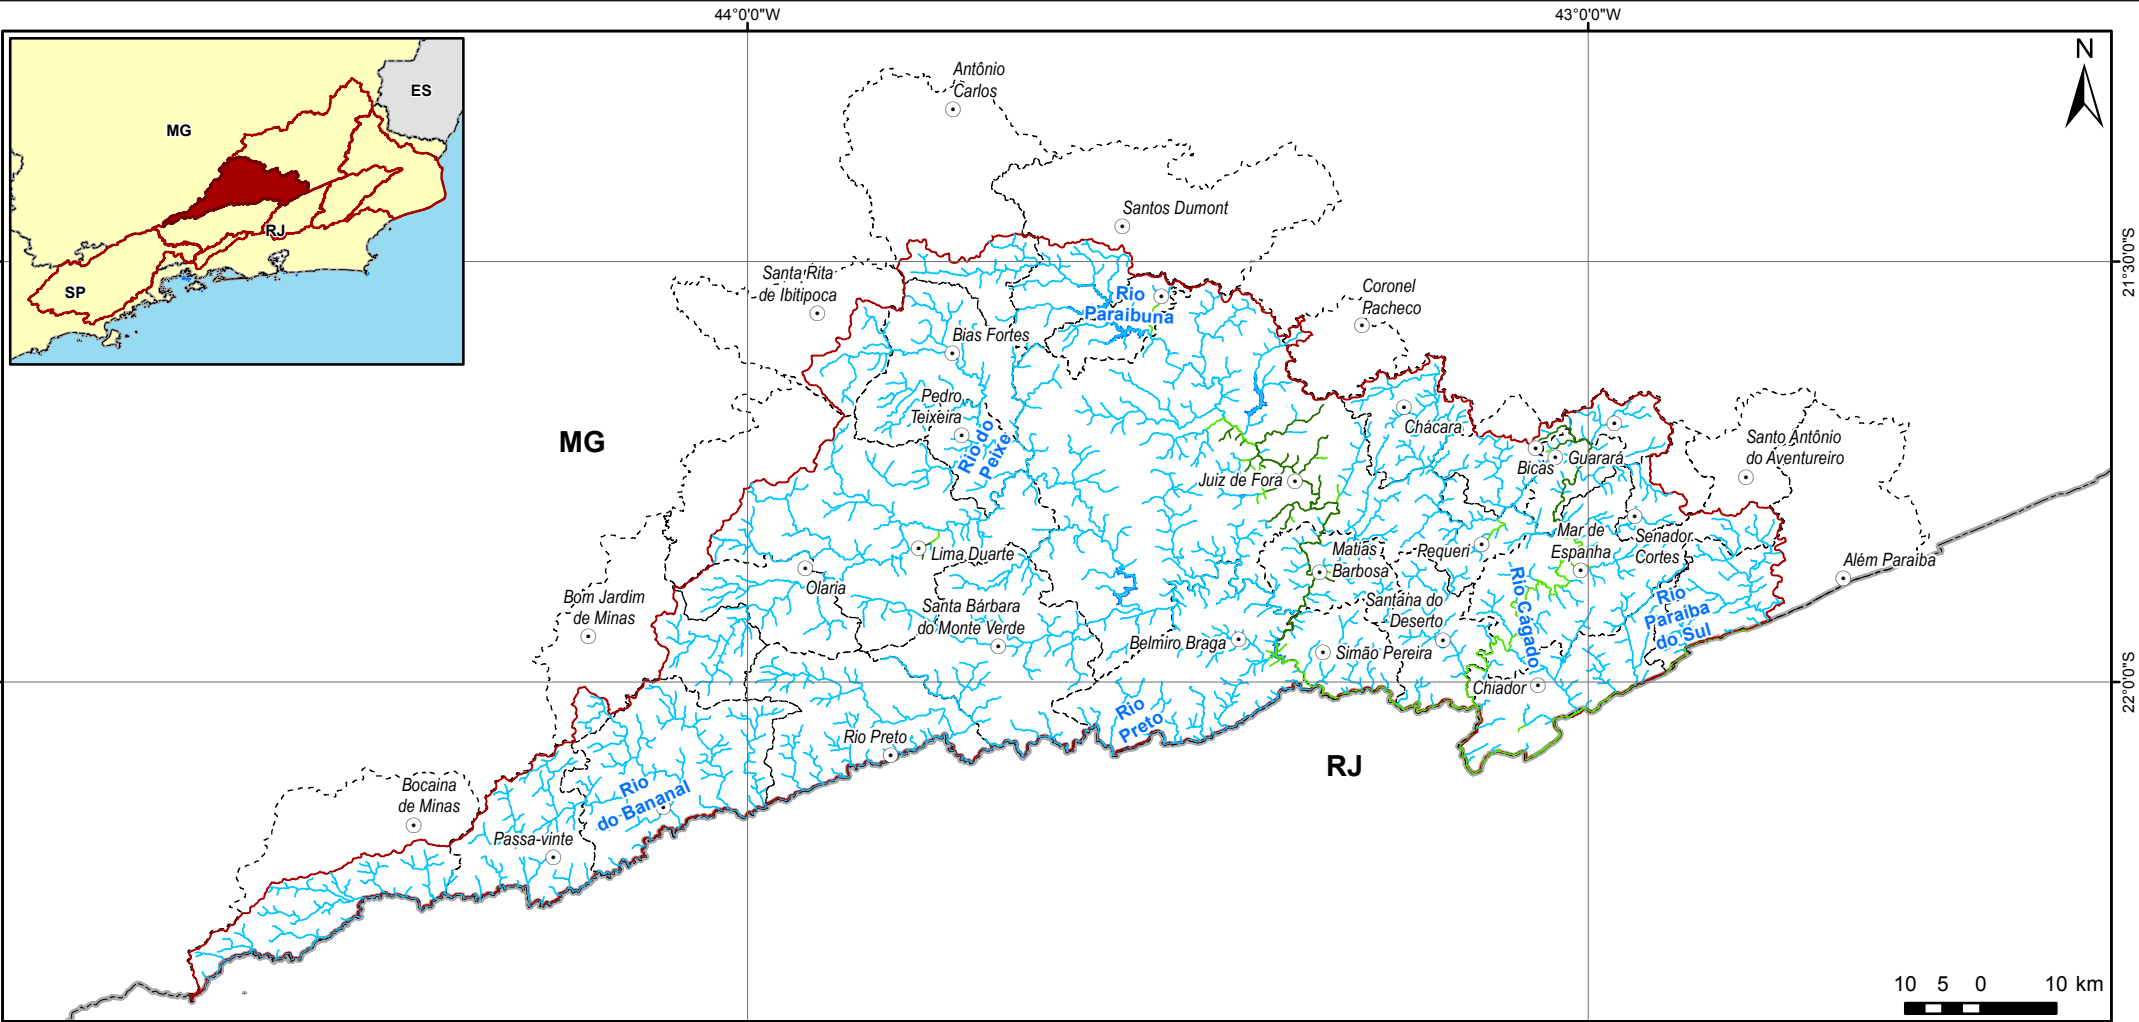 44°0'0"W
43°0'0"W
N
ES
MG
RJ
SP
Antônio
Carlos
Santos Dumont
21°30'0"S
Santa Rita
de Ibitipoca
Rio
Paraibuna
Coronel
Pacheco
Bias Fortes
Pedro
Teixeira
Rio do
Peixe
MG
Chácara
Bicas
Guarará
Santo Antônio
do Aventureiro
Juiz de Fora
Lima Duarte
Olaria
Matias
Barbosa
Pequeri
Mar de
Espanha
Senador
Cortes
Além Paraíba
Bom Jardim
de Minas
Santa Bárbara
do Monte Verde
Santana do
Deserto
Rio Cágado
Rio
Paraíba
do Sul
Belmiro Braga
Simão Pereira
Chiador
22°0'0"S
Rio
Preto
Rio Preto
RJ
Rio
do Bananal
Bocaina
de Minas
Passa-vinte
10 5 0 10 km